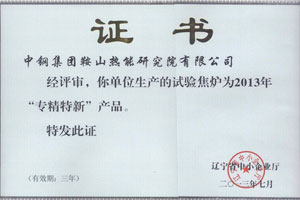 证书
中钢集团鞍山热能研究院有限公司
经评审，你单位生产的试验焦炉为2013年
“专精特新”产品。
特发此证
辽宁省中小企业厅
（有效期：三年）
二〇一三年七月